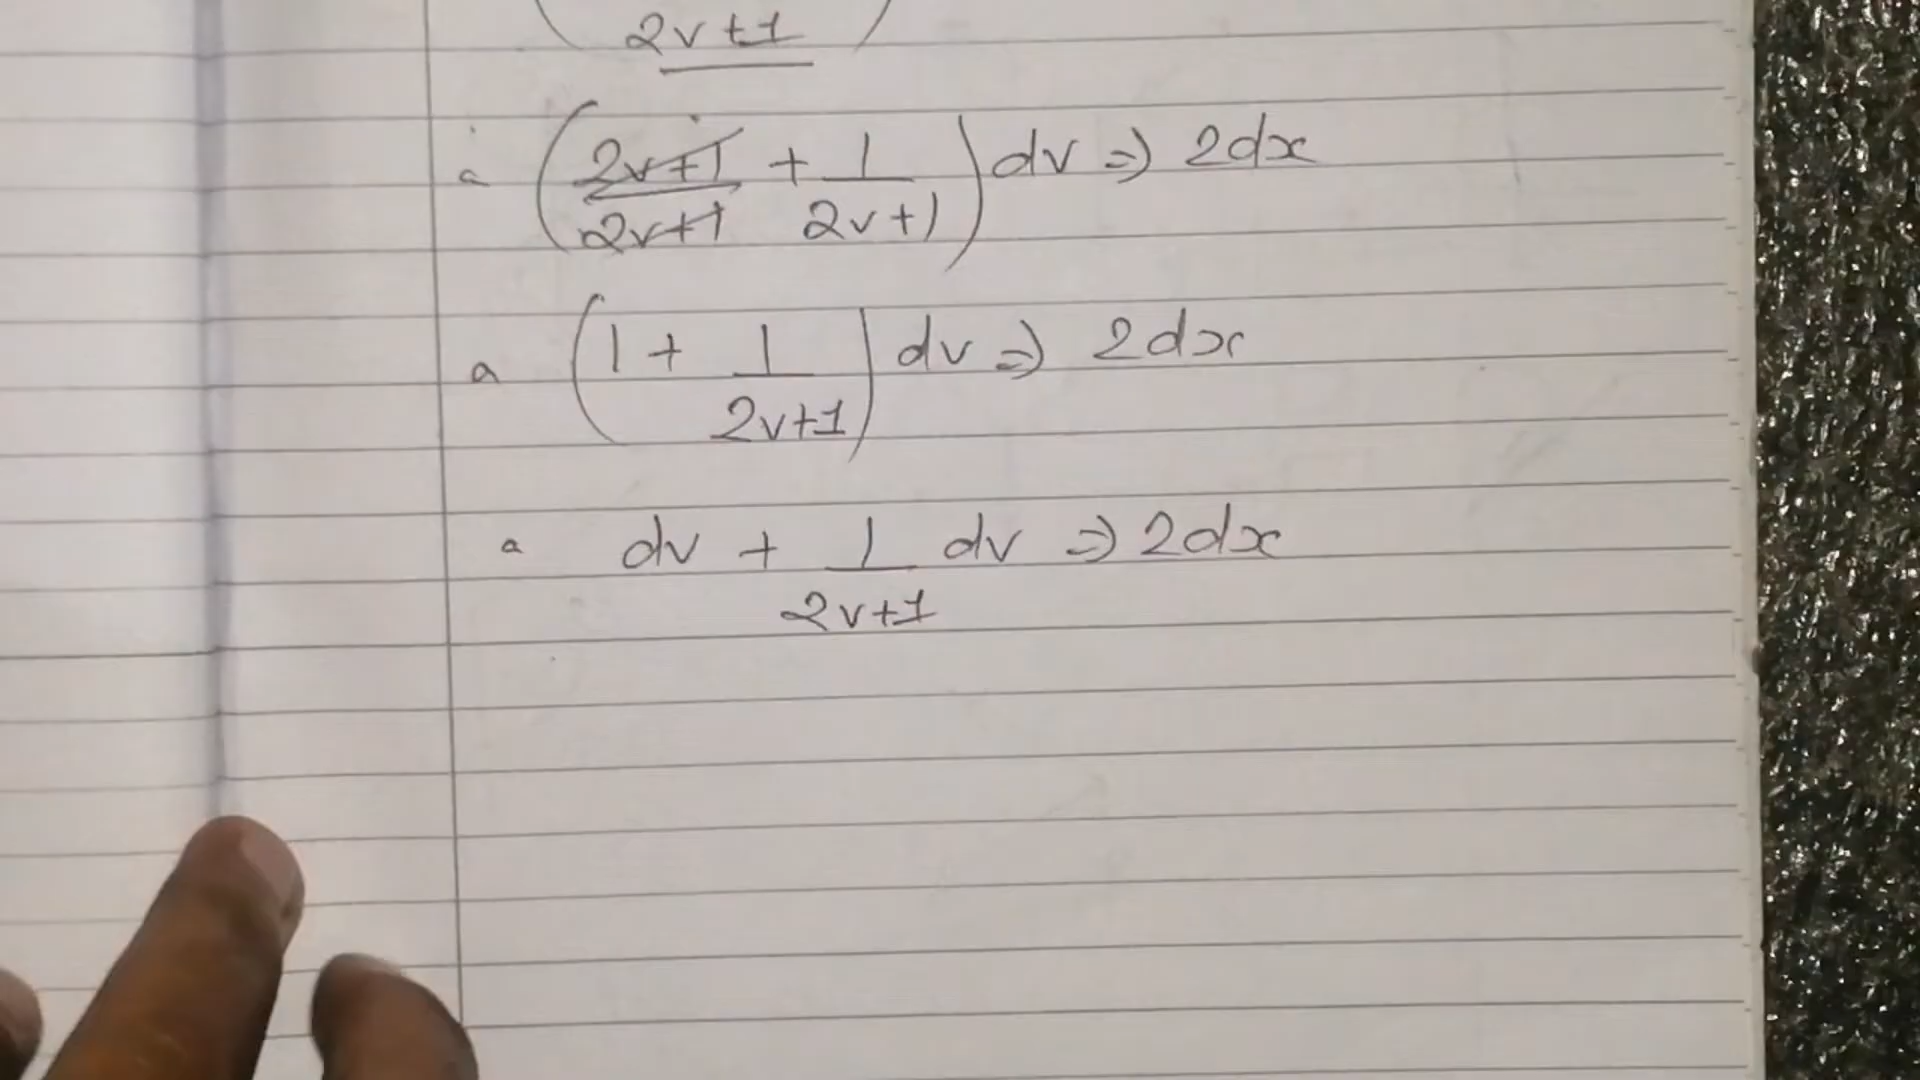 2v+1
= (2v+1/2v+1 + 1/2v+1) dv => 2dx
= (1 + 1/2v+1) dv => 2dx
= dv + 1/2v+1 dv => 2dx